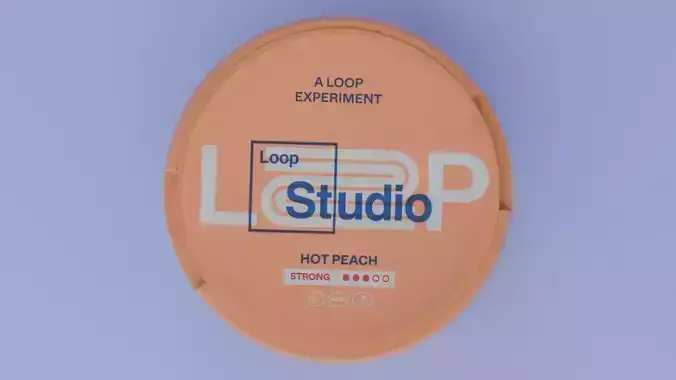 A LOOP
EXPERIMENT
LOOP
Loop
Studio
HOT PEACH
STRONG